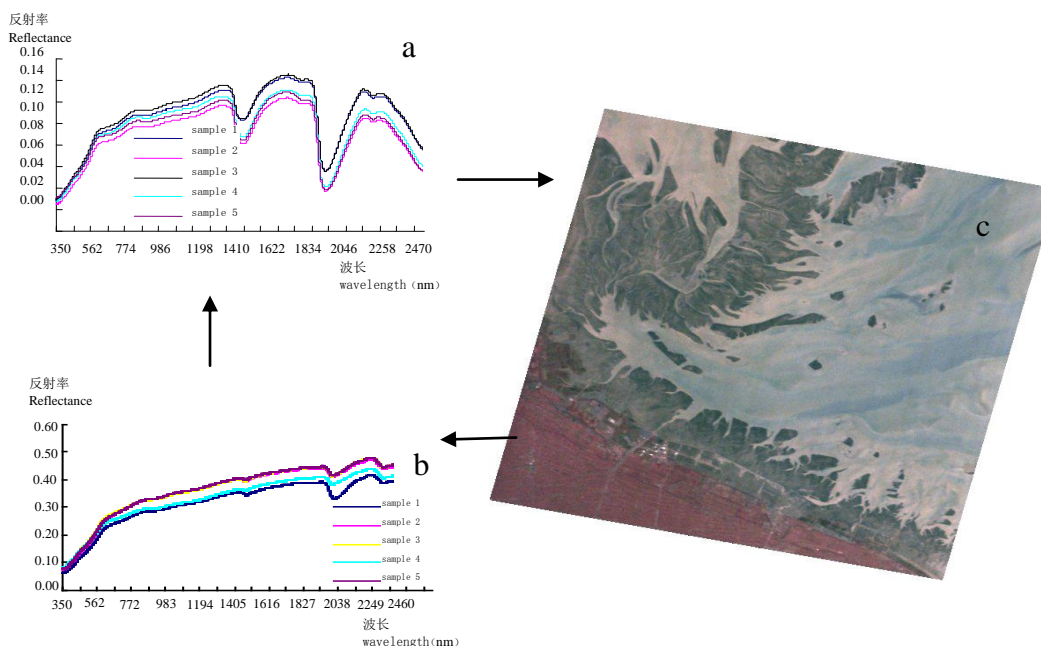 反射率
Reflectance
a
0.16
0.14
0.12
0.10
0.08
0.06
0.04
0.02
0.00
sample 1
sample 2
sample 3
sample 4
sample 5
350 562 774 986 1198 1410 1622 1834 2046 2258 2470
波长
wavelength（nm）
c
反射率
Reflectance
b
0.60
0.50
0.40
0.30
0.10
0.00
sample 1
sample 2
sample 3
sample 4
sample 5
350 562 772 983 1194 1405 1616 1827 2038 2249 2460
波长
wavelength(nm)